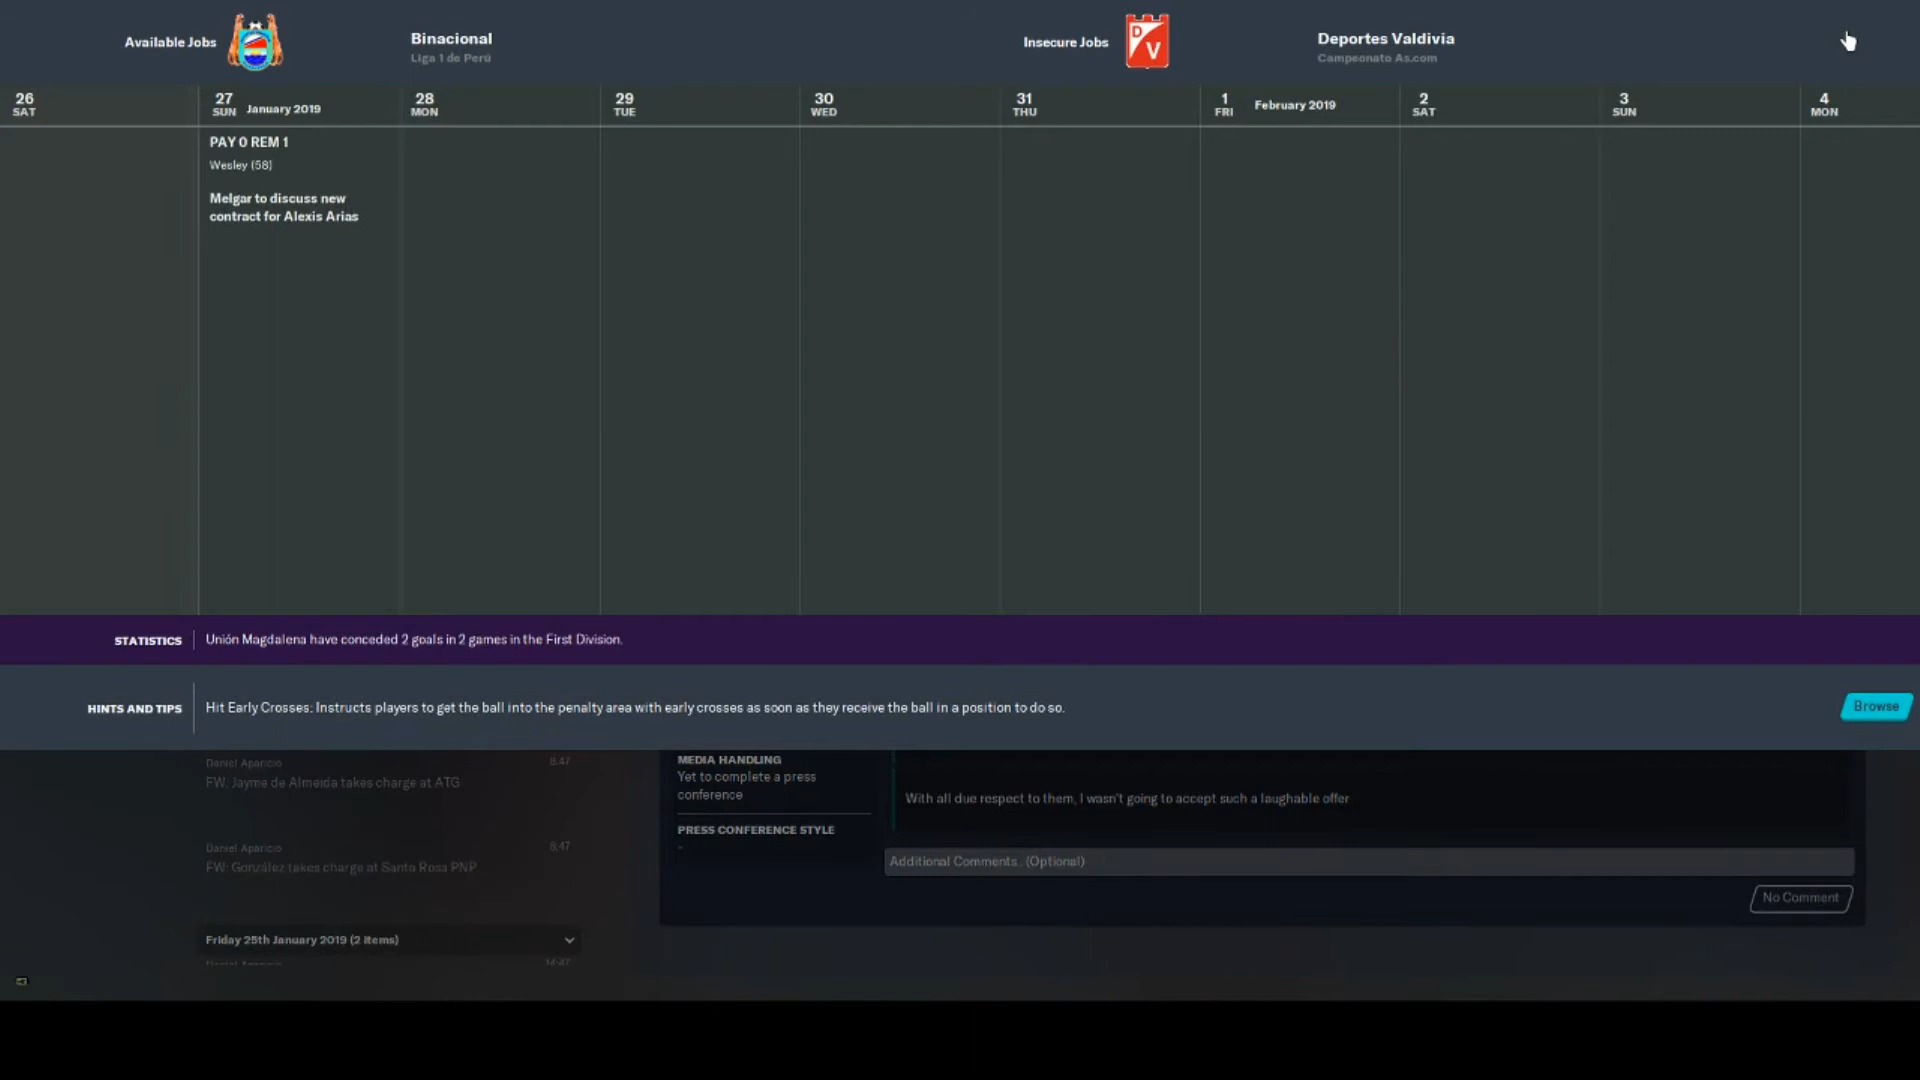 Available Jobs
Binacional
Liga 1 de Perú
Insecure Jobs
D V
Deportes Valdivia
Campeonato As.com
26 SAT
27 SUN January 2019
28 MON
29 TUE
30 WED
31 THU
1 FRI February 2019
2 SAT
3 SUN
4 MON
PAY 0 REM 1
Wesley (58)
Melgar to discuss new
contract for Alexis Arias
STATISTICS
Unión Magdalena have conceded 2 goals in 2 games in the First Division.
HINTS AND TIPS
Hit Early Crosses: Instructs players to get the ball into the penalty area with early crosses as soon as they receive the ball in a position to do so.
Browse
Daniel Aparicio 8:47
FW: Jayme de Almeida takes charge at ATG
Daniel Aparicio 8:47
FW: González takes charge at Santa Rosa PNP
Friday 25th January 2019 (2 Items)
MEDIA HANDLING
Yet to complete a press
conference
PRESS CONFERENCE STYLE
-
With all due respect to them, I wasn't going to accept such a laughable offer
Additional Comments.. (Optional)
No Comment